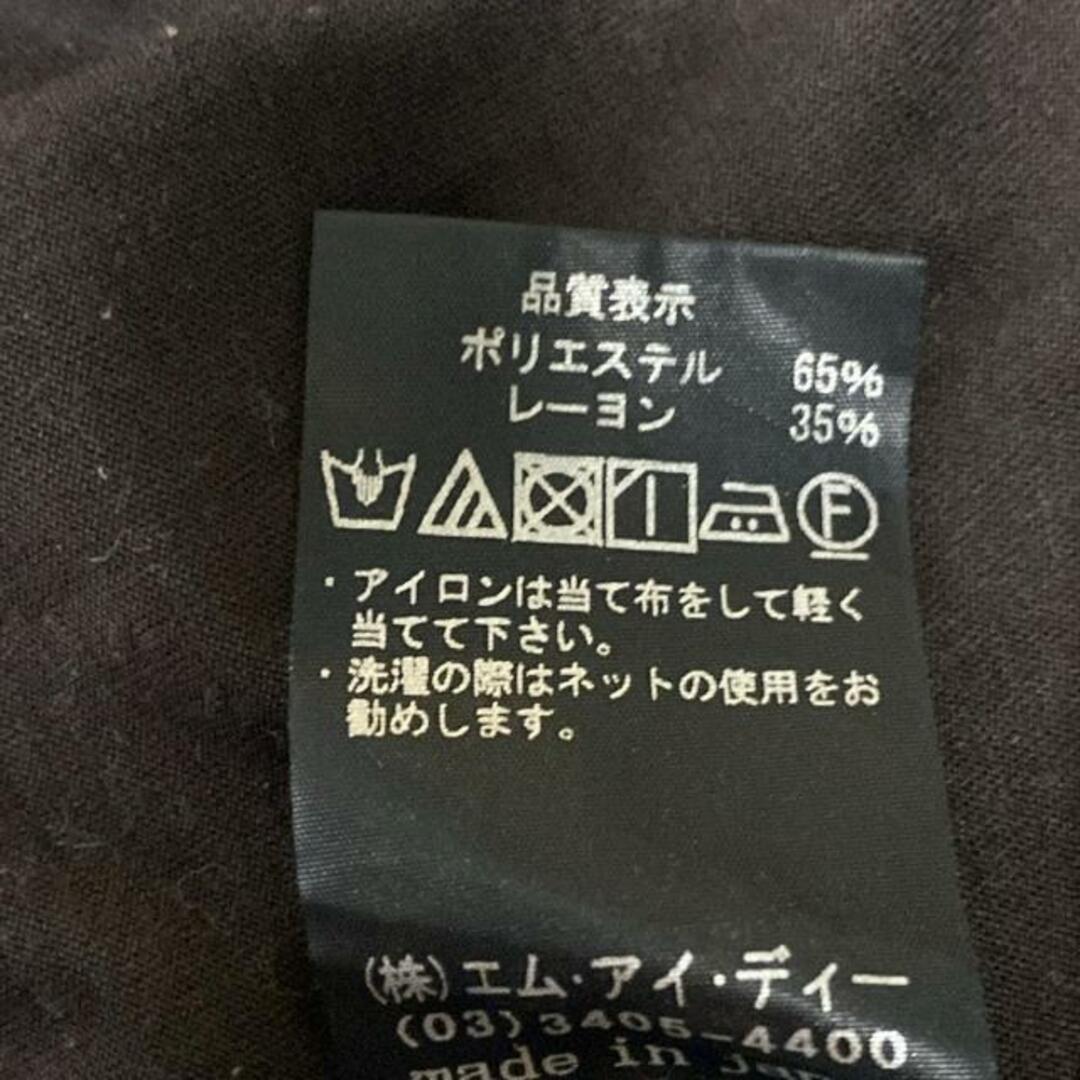 品質表示
ポリエステル 65%
レーヨン 35%
F
・アイロンは当て布をして軽く
当てて下さい。
・洗濯の際はネットの使用をお
勧めします。
(株)エム・アイ・ディー
(03)3405-4400
made in